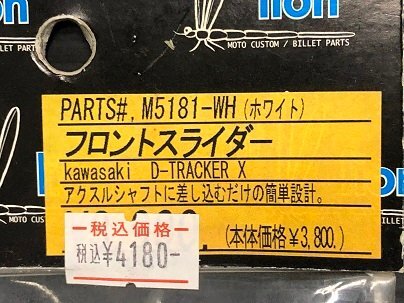 MOTO CUSTOM / BILLET PARTS
PARTS#, M5181-WH (ホワイト)
フロントスライダー
kawasaki D-TRACKER X
アクスルシャフトに差し込むだけの簡単設計。
(本体価格¥3,800.)
税込価格
税込¥4180-
MOTO CUSTOM